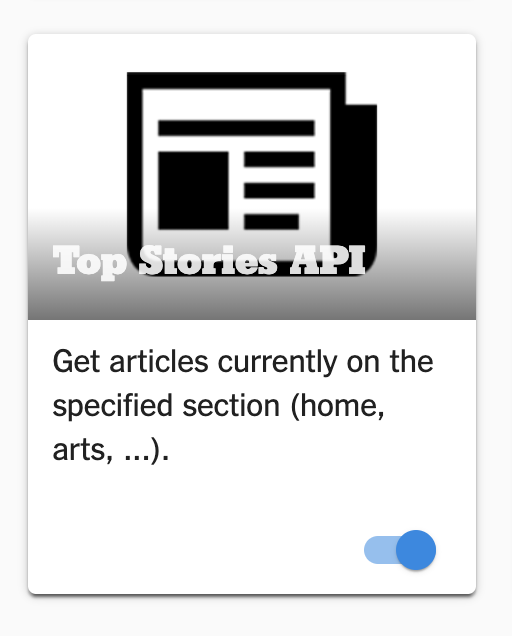 Top Stories API
Get articles currently on the
specified section (home,
arts, ...).